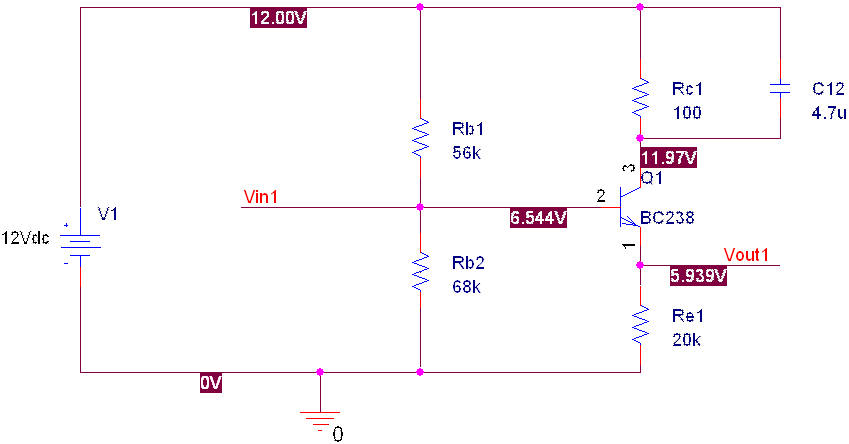 12.00V
Rc1
100
C12
4.7u
Rb1
56k
3
11.97V
Q1
Vin1
2
6.544V
BC238
V1
+
12Vdc
-
1
Vout1
5.939V
Rb2
68k
Re1
20k
0V
0